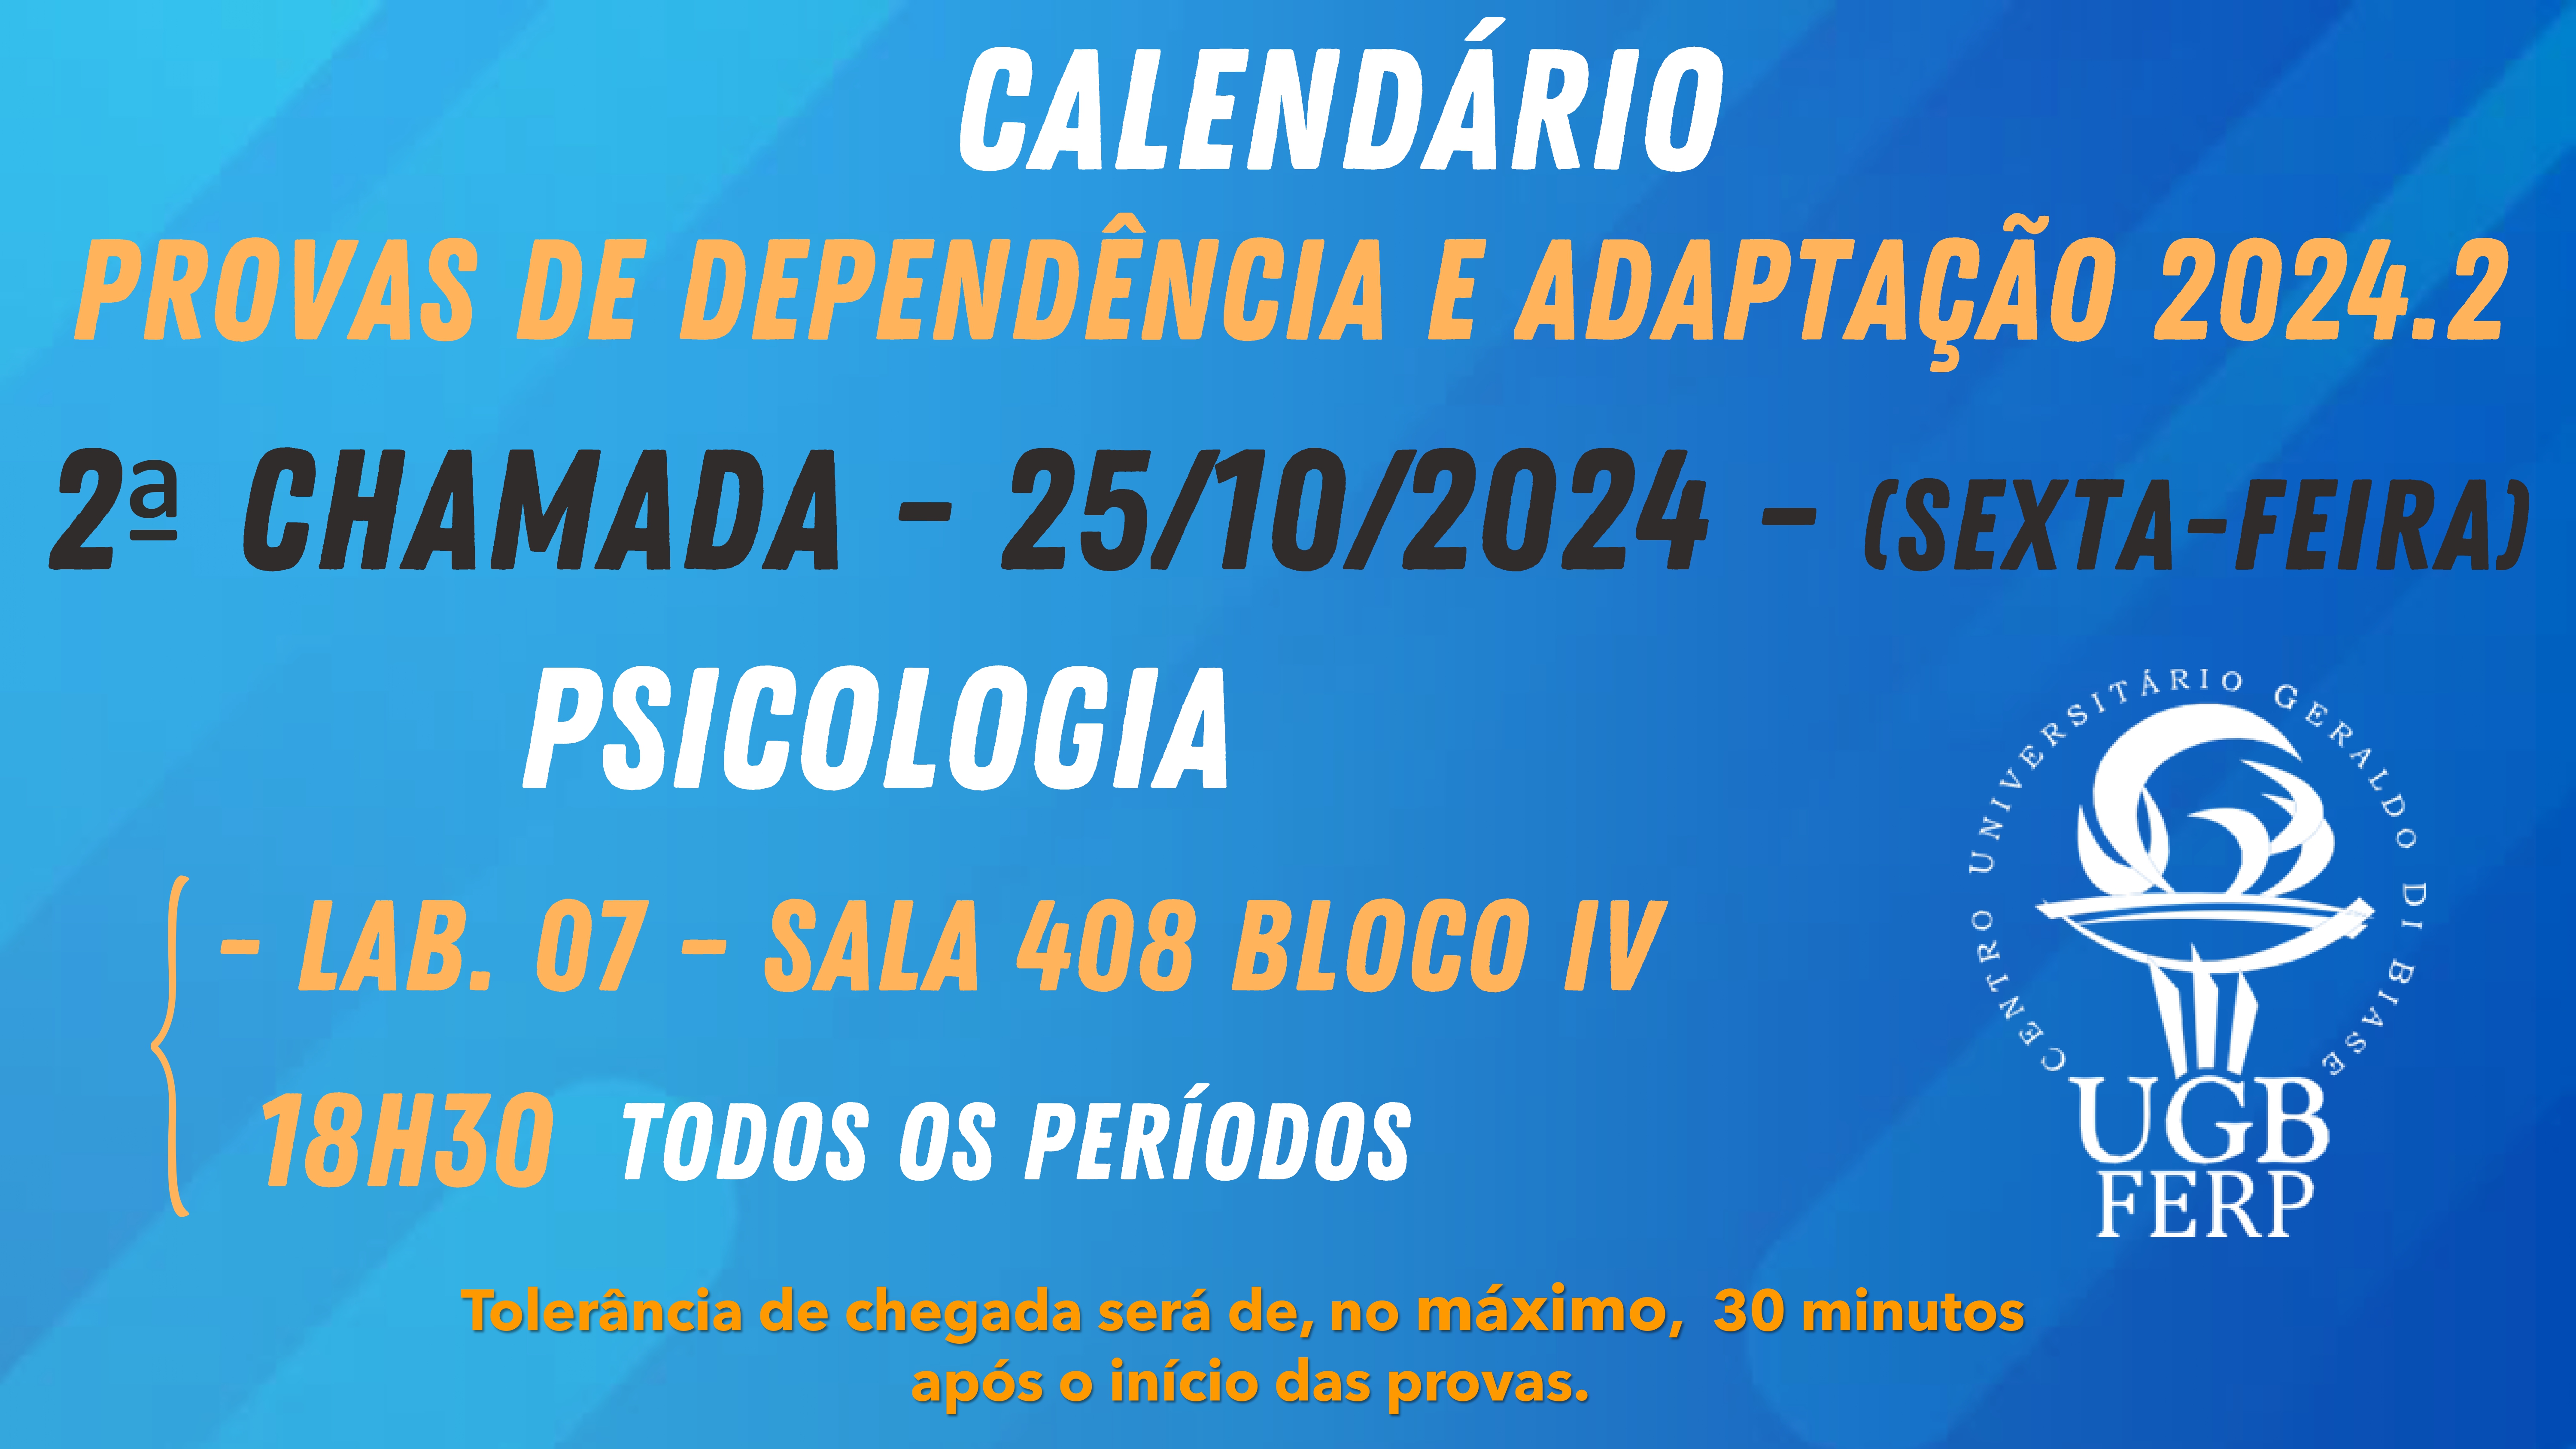 CALENDÁRIO
PROVAS DE DEPENDÊNCIA E ADAPTAÇÃO 2024.2
2ª CHAMADA - 25/10/2024 - (SEXTA-FEIRA)
PSICOLOGIA
- LAB. 07 - SALA 408 BLOCO IV
18H30 TODOS OS PERÍODOS
CENTRO UNIVERSITÁRIO GERALDO DI BIASE
UGB
FERP
Tolerância de chegada será de, no máximo, 30 minutos
após o início das provas.